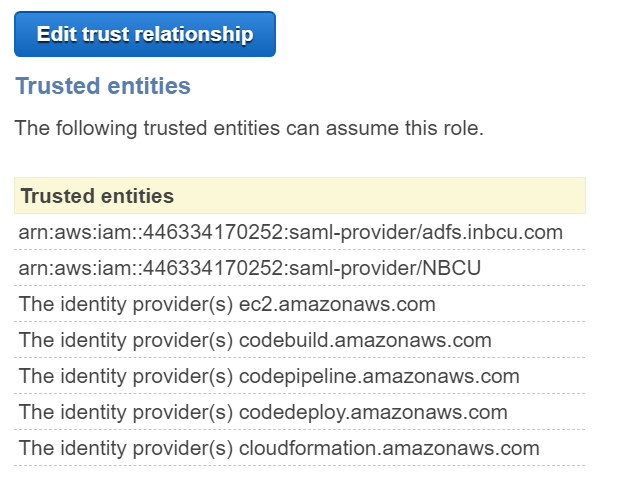 Edit trust relationship
Trusted entities
The following trusted entities can assume this role.
Trusted entities
arn:aws:iam::446334170252:saml-provider/adfs.inbcu.com
arn:aws:iam::446334170252:saml-provider/NBCU
The identity provider(s) ec2.amazonaws.com
The identity provider(s) codebuild.amazonaws.com
The identity provider(s) codepipeline.amazonaws.com
The identity provider(s) codedeploy.amazonaws.com
The identity provider(s) cloudformation.amazonaws.com